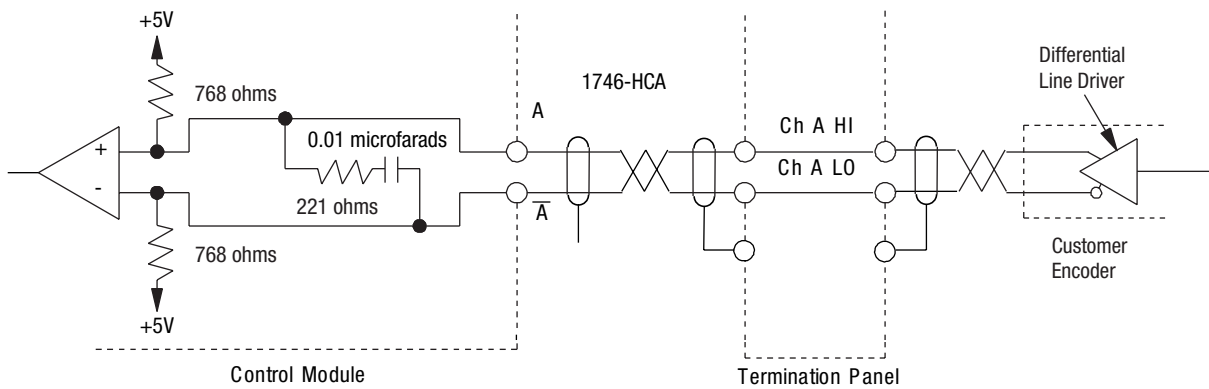 +5V
768 ohms
0.01 microfarads
+
-
221 ohms
768 ohms
+5V
Control Module
A
A̅
1746-HCA
Ch A HI
Ch A LO
Termination Panel
Differential
Line Driver
Customer
Encoder